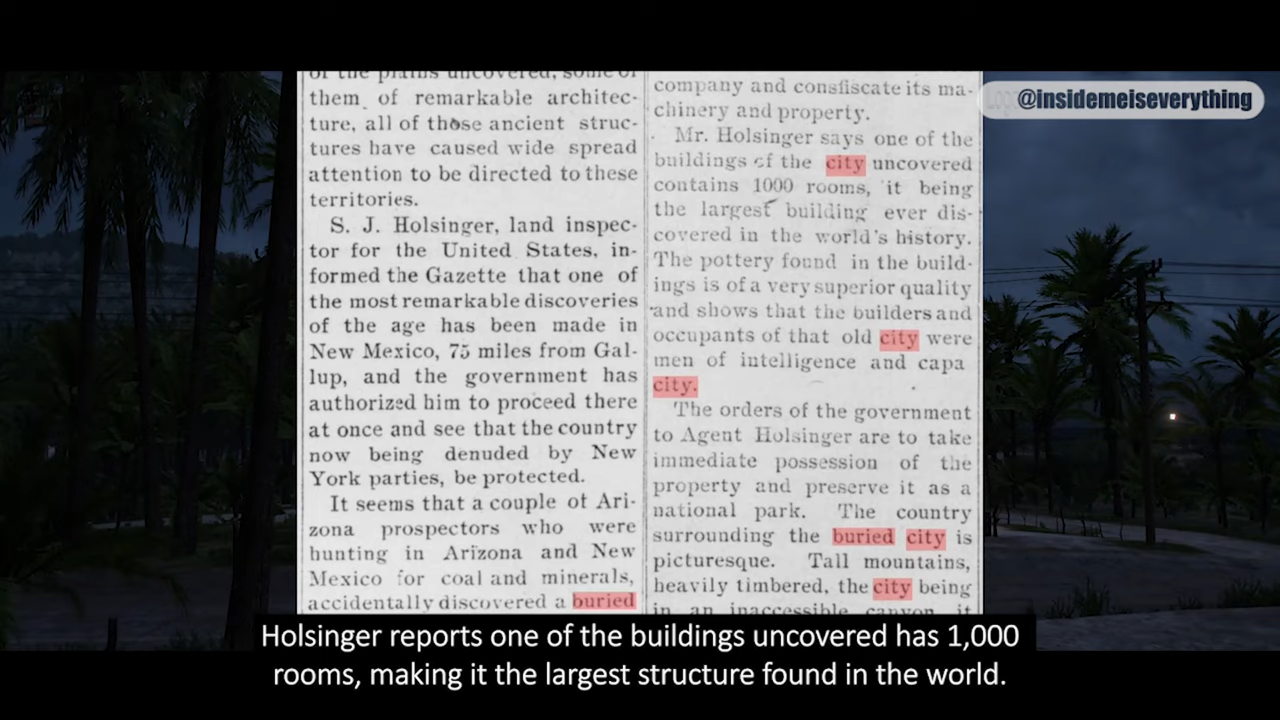 of the plains uncovered, some of
them of remarkable architec-
ture, all of those ancient struc-
tures have caused wide spread
attention to be directed to these
territories.
S. J. Holsinger, land inspec-
tor for the United States, in-
formed the Gazette that one of
the most remarkable discoveries
of the age has been made in
New Mexico, 75 miles from Gal-
lup, and the government has
authorized him to proceed there
at once and see that the country
now being denuded by New
York parties, be protected.
It seems that a couple of Ari-
zona prospectors who were
hunting in Arizona and New
Mexico for coal and minerals,
accidentally discovered a buried
company and consfiscate its ma-
chinery and property.
Mr. Holsinger says one of the
buildings of the city uncovered
contains 1000 rooms, it being
the largest building ever dis-
covered in the world's history.
The pottery found in the build-
ings is of a very superior quality
and shows that the builders and
occupants of that old city were
men of intelligence and capa
city.
The orders of the government
to Agent Holsinger are to take
immediate possession of the
property and preserve it as a
national park. The country
surrounding the buried city is
picturesque. Tall mountains,
heavily timbered, the city being
in an inaccessible canyon, it
@insidemeiseverything
Holsinger reports one of the buildings uncovered has 1,000
rooms, making it the largest structure found in the world.